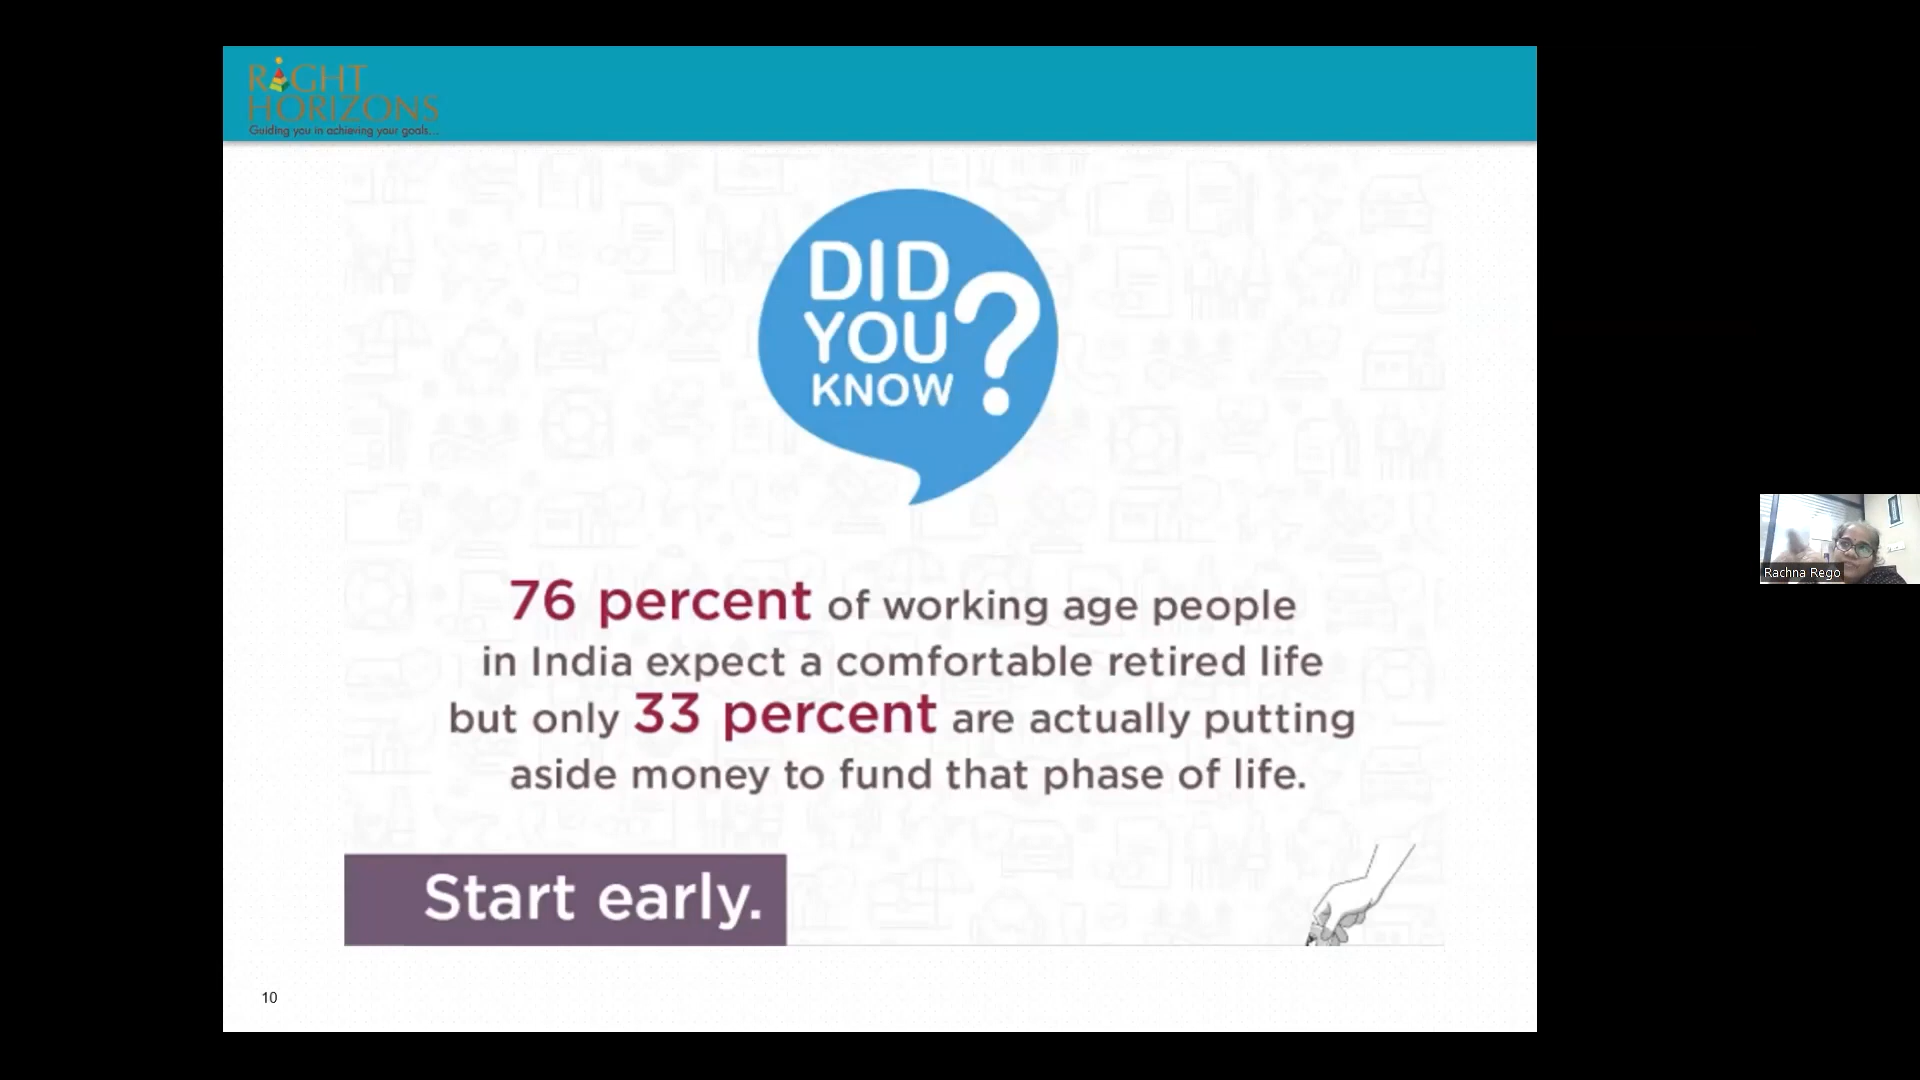 RIGHT
HORIZONS
Guiding you in achieving your goals...
DID
YOU
KNOW
?
76 percent of working age people
in India expect a comfortable retired life
but only 33 percent are actually putting
aside money to fund that phase of life.
Start early.
10
Rachna Rego